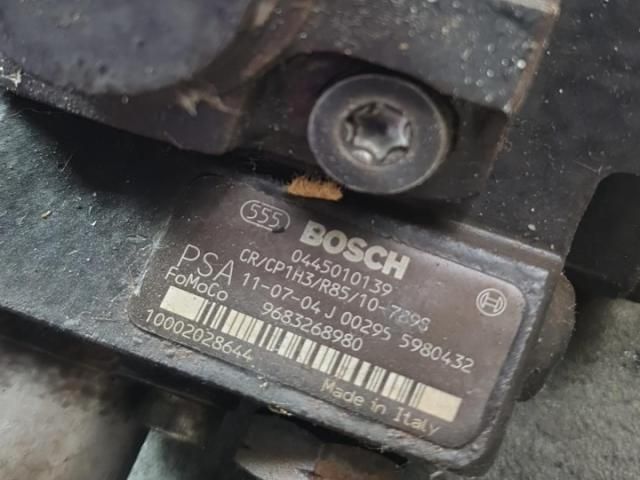 555 BOSCH
0445010139
PSA CR/CP1H3/R85/10-789S
FoMoCo 11-07-04 J 00295 5980432
9683268980
10002028644
Made in Italy